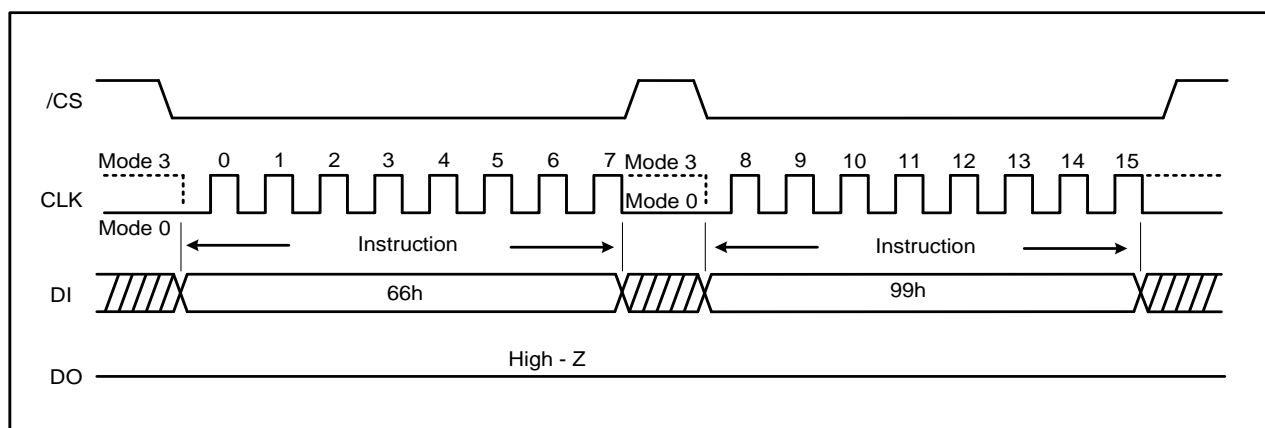 /CS
Mode 3 0 1 2 3 4 5 6 7 Mode 3 8 9 10 11 12 13 14 15
CLK Mode 0
Mode 0
Instruction Instruction
DI 66h 99h
High - Z
DO